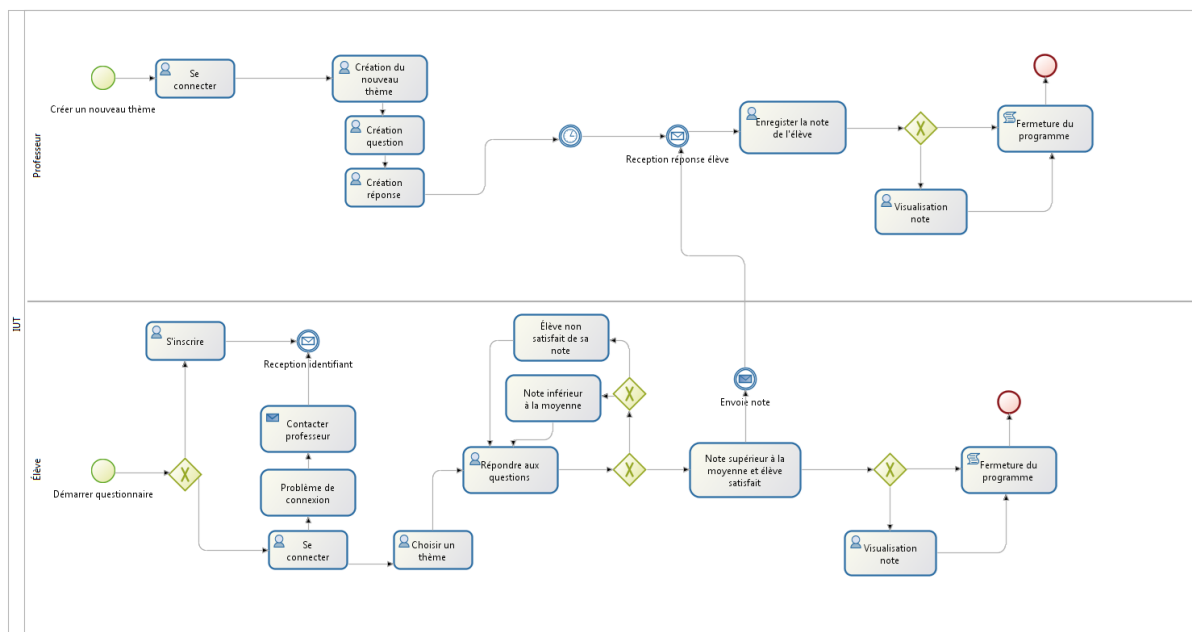 IUT
Professeur
Créer un nouveau thème
Se
connecter
Création du
nouveau
thème
Création
question
Création
réponse
Reception réponse élève
Enregister la note
de l'élève
Visualisation
note
Fermeture du
programme
Élève
Démarrer questionnaire
S'inscrire
Reception identifiant
Contacter
professeur
Problème de
connexion
Se
connecter
Choisir un
thème
Élève non
satisfait de sa
note
Note inférieur
à la moyenne
Répondre aux
questions
Envoie note
Note supérieur à la
moyenne et élève
satisfait
Visualisation
note
Fermeture du
programme